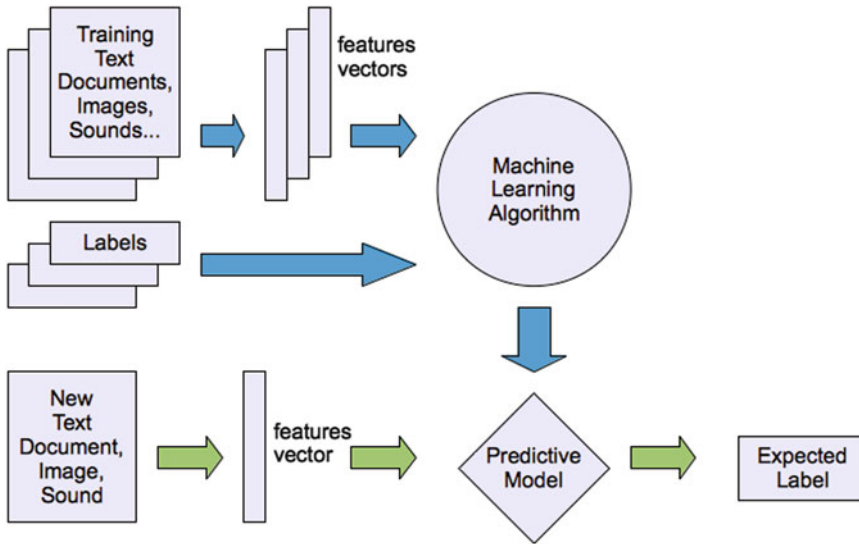 Training
Text
Documents,
Images,
Sounds...
features
vectors
Machine
Learning
Algorithm
Labels
New
Text
Document,
Image,
Sound
features
vector
Predictive
Model
Expected
Label